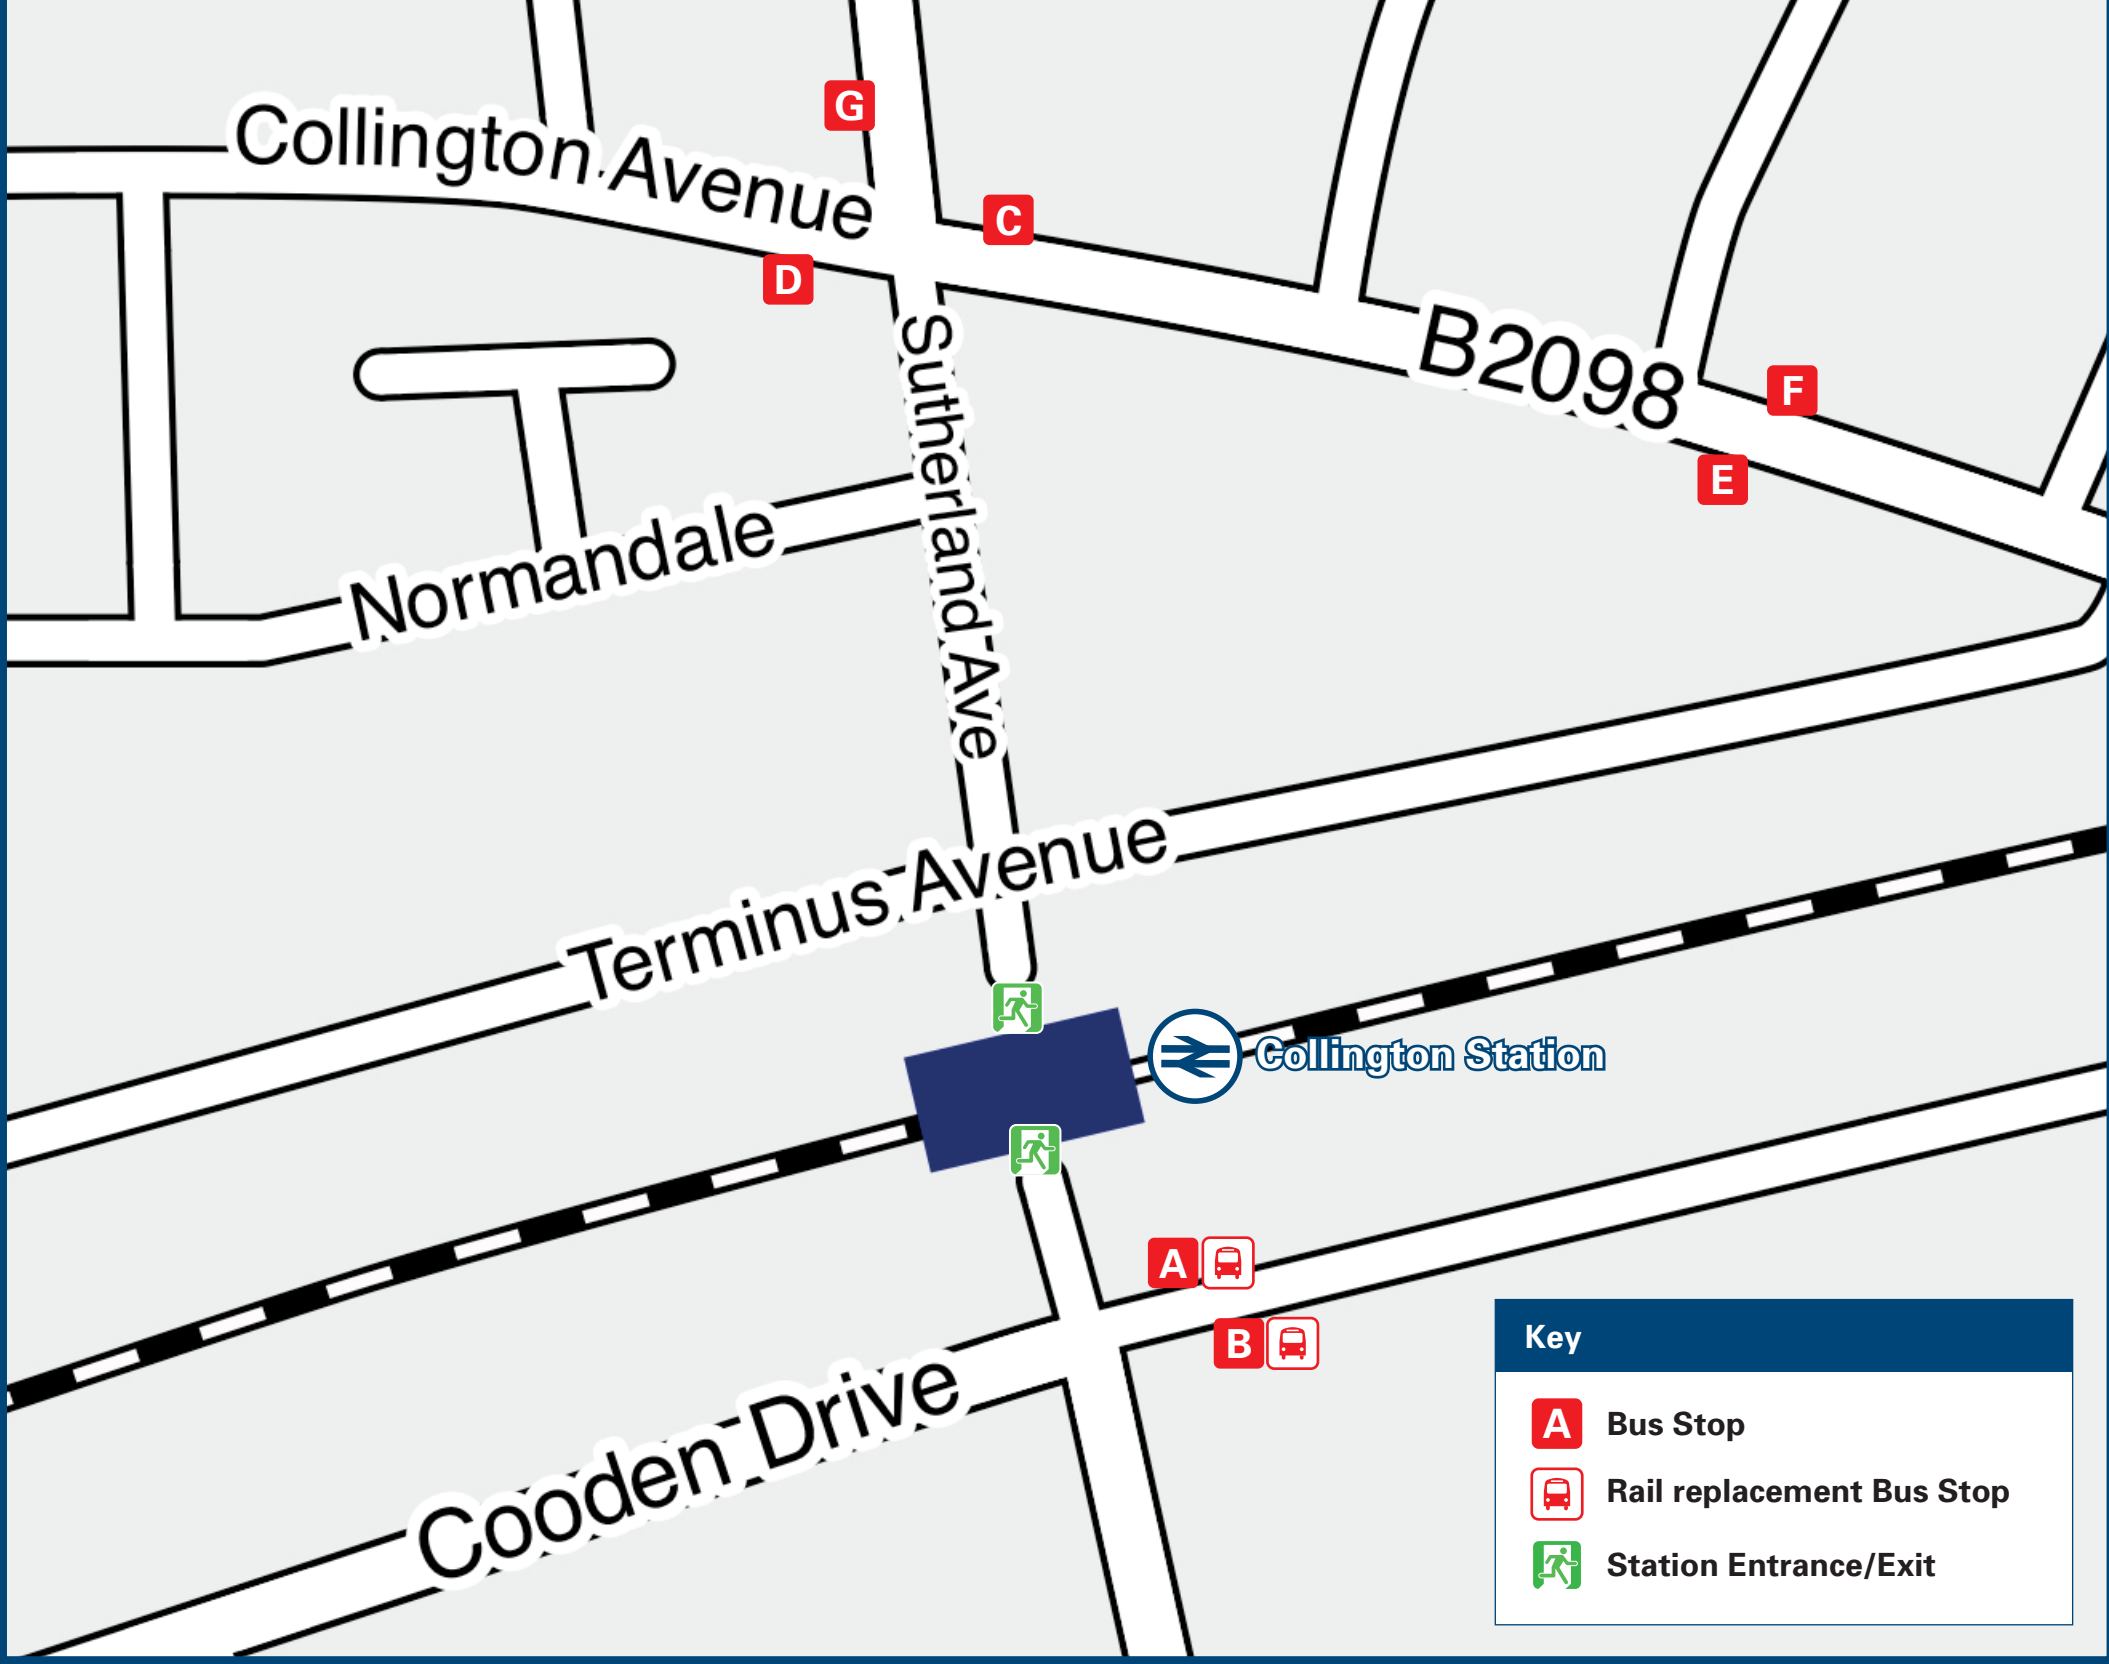 G
Collington Avenue
C
D
B2098
F
E
Sutherland Ave
Normandale
Terminus Avenue
Collington Station
A
B
Cooden Drive
Key
A Bus Stop
Rail replacement Bus Stop
Station Entrance/Exit